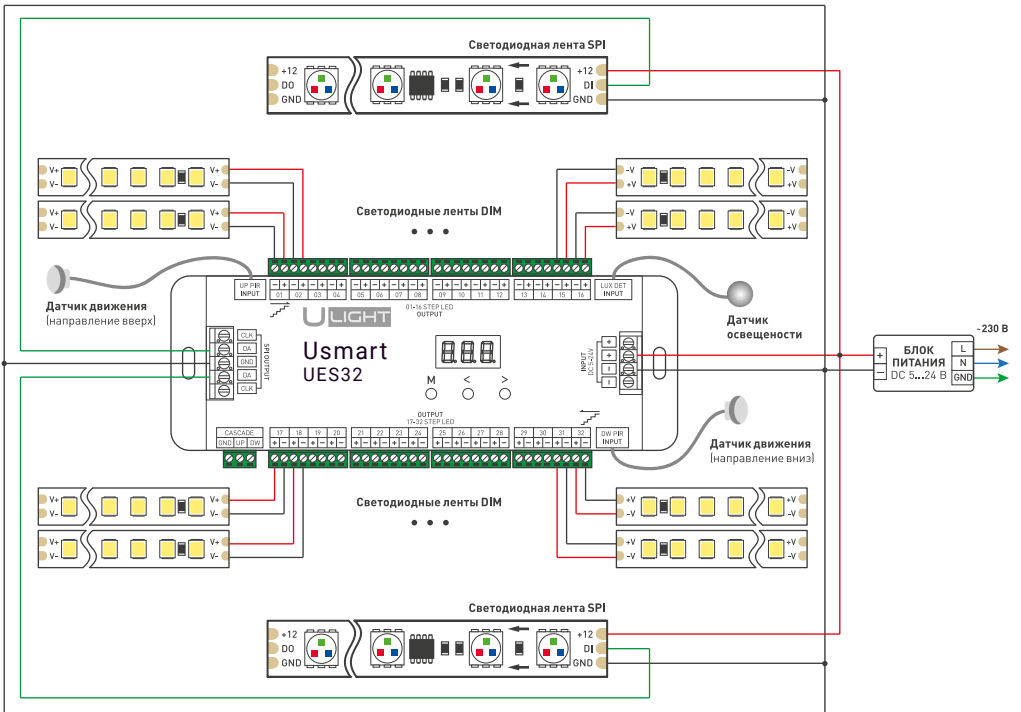 Светодиодная лента SPI
+12
DO
GND
+12
DI
GND
V+
V-
V+
V-
-V
+V
-V
+V
V+
V-
V+
V-
-V
+V
-V
+V
Светодиодные ленты DIM
Датчик движения
(направление вверх)
UP PIR
INPUT
- + - + - + - +
01 02 03 04
- + - + - + - +
05 06 07 08
- + - + - + - +
09 10 11 12
- + - + - + - +
13 14 15 16
LUX DET
INPUT
Датчик
освещености
01-16 STEP LED
OUTPUT
ULIGHT
Usmart
UES32
CLK
DA
GND
DA
CLK
SPI OUTPUT
888
M < >
INPUT
DC 5-24V
+
+
I
I
~230 В
+
–
БЛОК
ПИТАНИЯ
DC 5...24 В
L
N
GND
OUTPUT
17-32 STEP LED
CASCADE
GND UP DW
17 18 19 20
+ - + - + - + -
21 22 23 24
+ - + - + - + -
25 26 27 28
+ - + - + - + -
29 30 31 32
+ - + - + - + -
DW PIR
INPUT
Датчик движения
(направление вниз)
V+
V-
V+
V-
+V
-V
+V
-V
Светодиодные ленты DIM
V+
V-
V+
V-
+V
-V
+V
-V
Светодиодная лента SPI
+12
DO
GND
+12
DI
GND